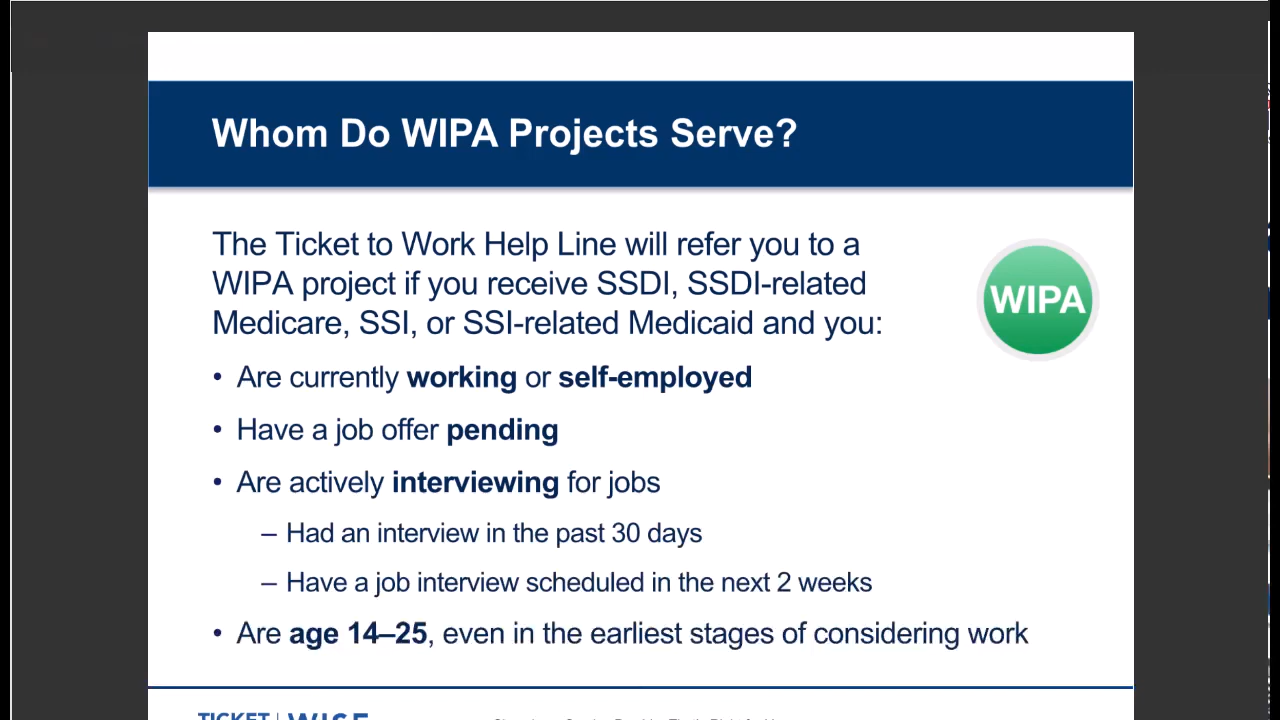 Whom Do WIPA Projects Serve?
The Ticket to Work Help Line will refer you to a
WIPA project if you receive SSDI, SSDI-related
Medicare, SSI, or SSI-related Medicaid and you:
WIPA
• Are currently working or self-employed
• Have a job offer pending
• Are actively interviewing for jobs
– Had an interview in the past 30 days
– Have a job interview scheduled in the next 2 weeks
• Are age 14–25, even in the earliest stages of considering work
TICKET | WISE